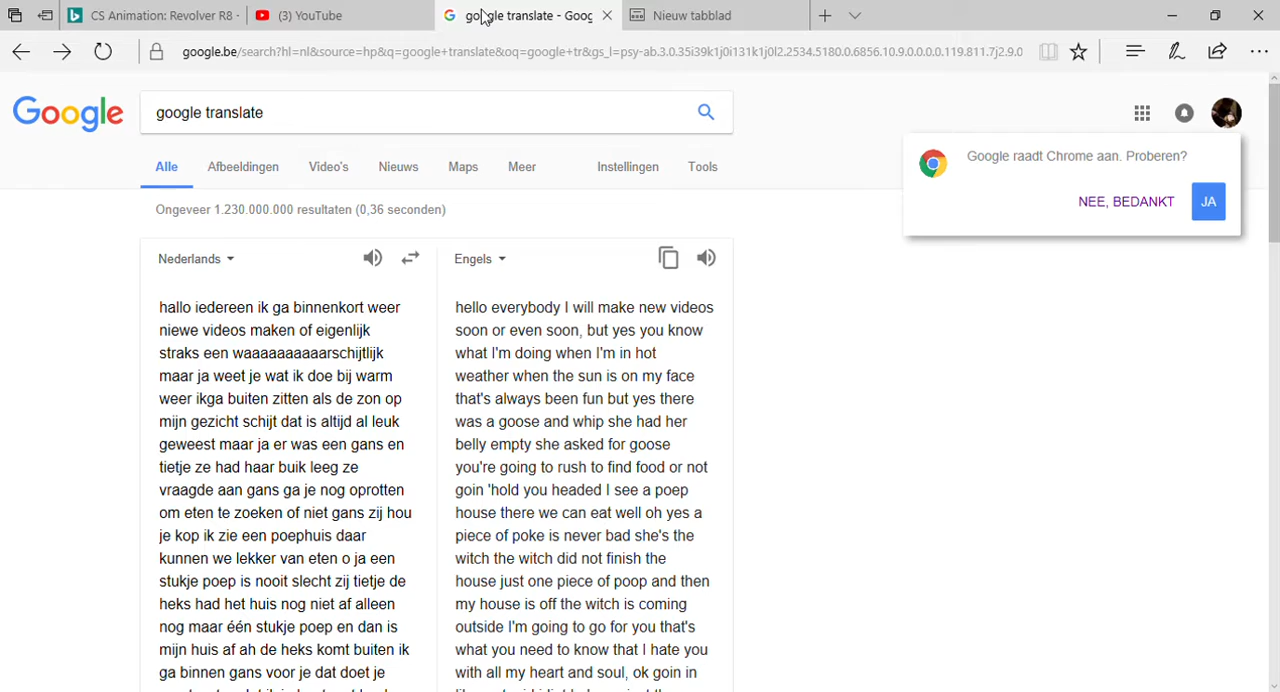 CS Animation: Revolver R8 -
(3) YouTube
google translate - Goog
Nieuw tabblad
google.be/search?hl=nl&source=hp&q=google+translate&oq=google+tr&gs_l=psy-ab.3.0.35i39k1j0i131k1j0l2.2534.5180.0.6856.10.9.0.0.0.0.119.811.7j2.9.0
Google
google translate
Alle
Afbeeldingen
Video's
Nieuws
Maps
Meer
Instellingen
Tools
Google raadt Chrome aan. Proberen?
NEE, BEDANKT
JA
Ongeveer 1.230.000.000 resultaten (0,36 seconden)
Nederlands
hallo iedereen ik ga binnenkort weer
niewe videos maken of eigenlijk
straks een waaaaaaaaaarschijtlijk
maar ja weet je wat ik doe bij warm
weer ikga buiten zitten als de zon op
mijn gezicht schijt dat is altijd al leuk
geweest maar ja er was een gans en
tietje ze had haar buik leeg ze
vraagde aan gans ga je nog oprotten
om eten te zoeken of niet gans zij hou
je kop ik zie een poephuis daar
kunnen we lekker van eten o ja een
stukje poep is nooit slecht zij tietje de
heks had het huis nog niet af alleen
nog maar één stukje poep en dan is
mijn huis af ah de heks komt buiten ik
ga binnen gans voor je dat doet je
Engels
hello everybody I will make new videos
soon or even soon, but yes you know
what I'm doing when I'm in hot
weather when the sun is on my face
that's always been fun but yes there
was a goose and whip she had her
belly empty she asked for goose
you're going to rush to find food or not
goin 'hold you headed I see a poep
house there we can eat well oh yes a
piece of poke is never bad she's the
witch the witch did not finish the
house just one piece of poop and then
my house is off the witch is coming
outside I'm going to go for you that's
what you need to know that I hate you
with all my heart and soul, ok goin in